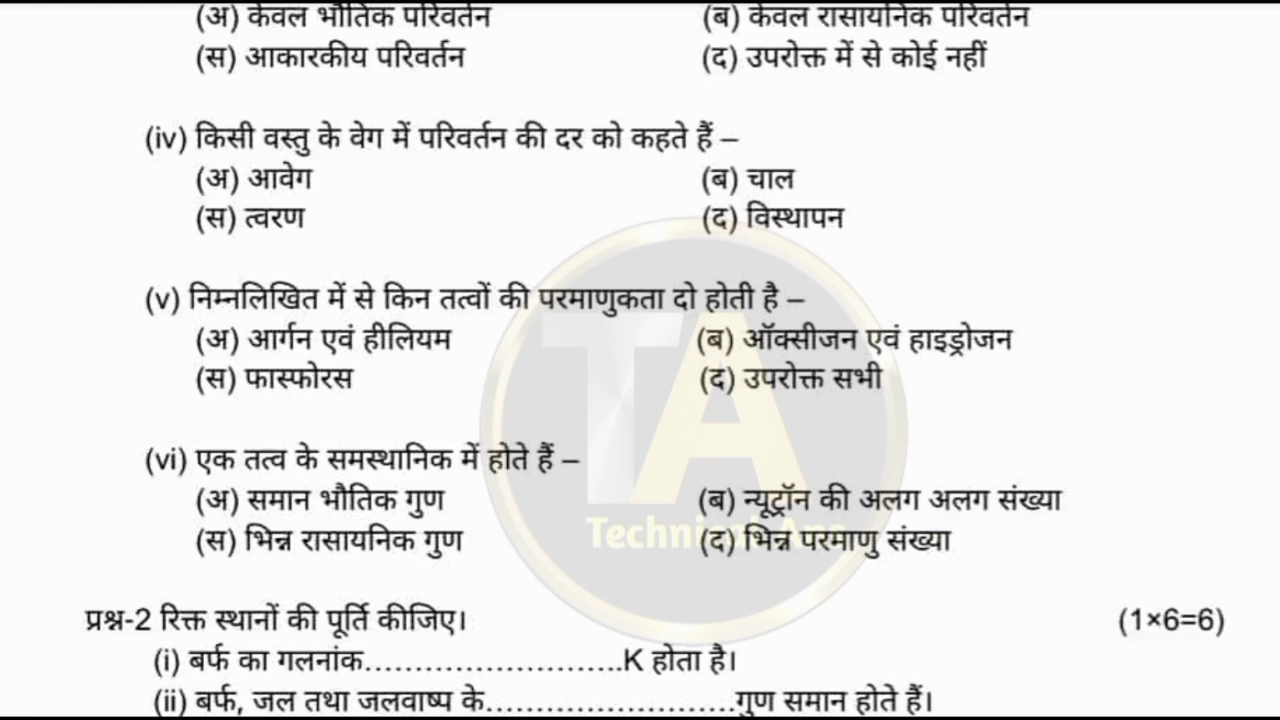 (अ) केवल भौतिक परिवर्तन (ब) केवल रासायनिक परिवर्तन
(स) आकारकीय परिवर्तन (द) उपरोक्त में से कोई नहीं
(iv) किसी वस्तु के वेग में परिवर्तन की दर को कहते हैं –
(अ) आवेग (ब) चाल
(स) त्वरण (द) विस्थापन
(v) निम्नलिखित में से किन तत्वों की परमाणुकता दो होती है –
(अ) आर्गन एवं हीलियम (ब) ऑक्सीजन एवं हाइड्रोजन
(स) फास्फोरस (द) उपरोक्त सभी
(vi) एक तत्व के समस्थानिक में होते हैं –
(अ) समान भौतिक गुण (ब) न्यूट्रॉन की अलग अलग संख्या
(स) भिन्न रासायनिक गुण (द) भिन्न परमाणु संख्या
TA
प्रश्न-2 रिक्त स्थानों की पूर्ति कीजिए। (1×6=6)
(i) बर्फ का गलनांक..........................K होता है।
(ii) बर्फ, जल तथा जलवाष्प के..........................गुण समान होते हैं।